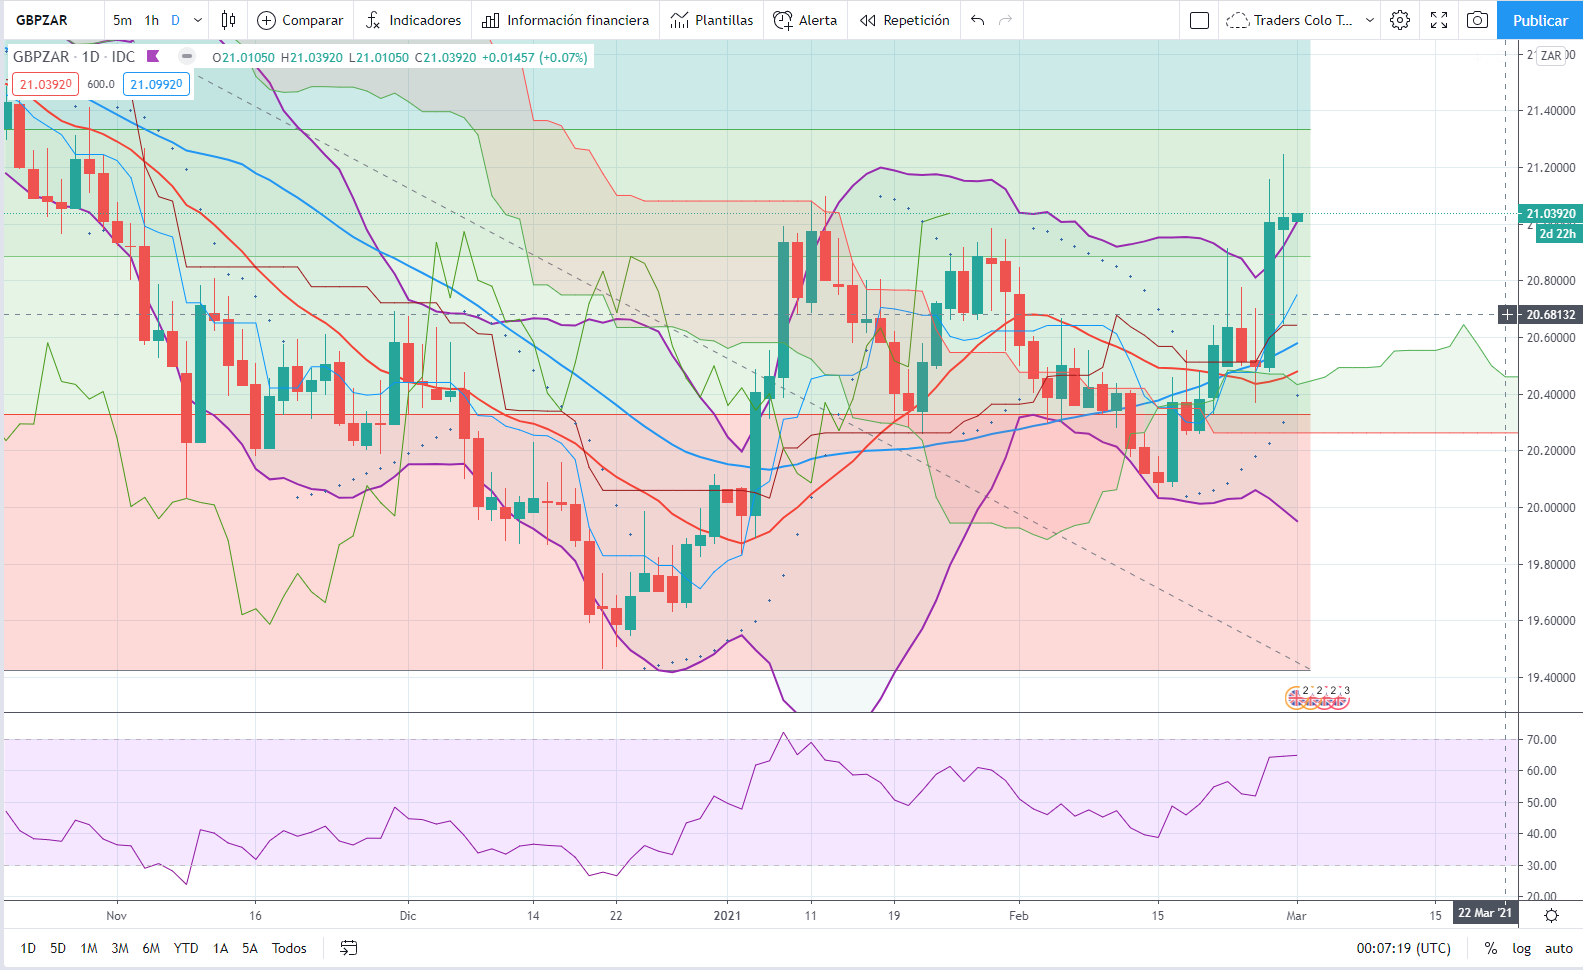 GBPZAR 5m 1h D Comparar Indicadores Información financiera Plantillas Alerta Repetición Traders Colo T... Publicar
GBPZAR · 1D · IDC O21.01050 H21.03920 L21.01050 C21.03920 +0.01457 (+0.07%)
ZAR
21.03920 600.0 21.09920
21.40000
21.20000
21.03920
2d 22h
20.80000
20.68132
20.60000
20.40000
20.20000
20.00000
19.80000
19.60000
19.40000
2 2 2 3
70.00
60.00
50.00
40.00
30.00
20.00
Nov 16 Dic 14 22 2021 11 19 Feb 15 Mar 15 22 Mar '21
1D 5D 1M 3M 6M YTD 1A 5A Todos 00:07:19 (UTC) % log auto